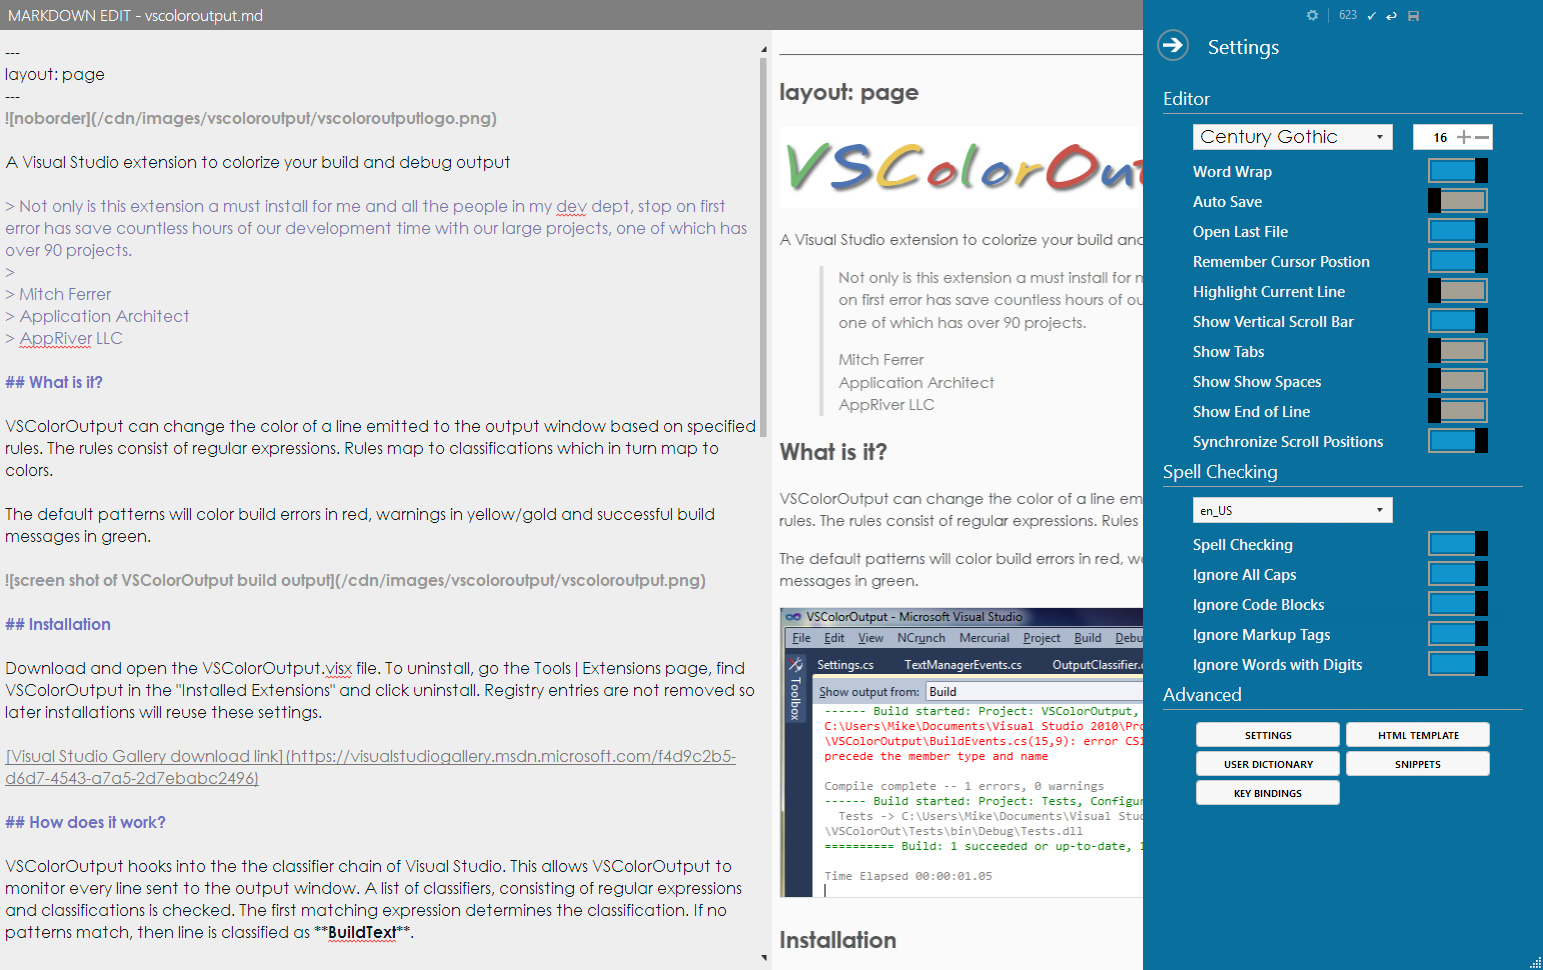 MARKDOWN EDIT - vscoloroutput.md
---
layout: page
---
![noborder](/cdn/images/vscoloroutput/vscoloroutputlogo.png)
A Visual Studio extension to colorize your build and debug output
> Not only is this extension a must install for me and all the people in my dev dept, stop on first
error has save countless hours of our development time with our large projects, one of which has
over 90 projects.
>
> Mitch Ferrer
> Application Architect
> AppRiver LLC
## What is it?
VSColorOutput can change the color of a line emitted to the output window based on specified
rules. The rules consist of regular expressions. Rules map to classifications which in turn map to
colors.
The default patterns will color build errors in red, warnings in yellow/gold and successful build
messages in green.
![screen shot of VSColorOutput build output](/cdn/images/vscoloroutput/vscoloroutput.png)
## Installation
Download and open the VSColorOutput.visx file. To uninstall, go the Tools|Extensions page, find
VSColorOutput in the "Installed Extensions" and click uninstall. Registry entries are not removed so
later installations will reuse these settings.
[Visual Studio Gallery download link](https://visualstudiogallery.msdn.microsoft.com/f4d9c2b5-
d6d7-4543-a7a5-2d7ebabc2496)
## How does it work?
VSColorOutput hooks into the the classifier chain of Visual Studio. This allows VSColorOutput to
monitor every line sent to the output window. A list of classifiers, consisting of regular expressions
and classifications is checked. The first matching expression determines the classification. If no
patterns match, then line is classified as **BuildText**.
layout: page
VSColorOut
A Visual Studio extension to colorize your build and
Not only is this extension a must install for m
on first error has save countless hours of ou
one of which has over 90 projects.
Mitch Ferrer
Application Architect
AppRiver LLC
What is it?
VSColorOutput can change the color of a line em
rules. The rules consist of regular expressions. Rules
The default patterns will color build errors in red, wa
messages in green.
VSColorOutput - Microsoft Visual Studio
File Edit View NCrunch Mercurial Project Build Debu
Settings.cs TextManagerEvents.cs OutputClassifier.c
Toolbox
Show output from: Build
------ Build started: Project: VSColorOutput,
C:\Users\Mike\Documents\Visual Studio 2010\Pro
\VSColorOutput\BuildEvents.cs(15,9): error CS1
precede the member type and name
Compile complete -- 1 errors, 0 warnings
------ Build started: Project: Tests, Configur
Tests -> C:\Users\Mike\Documents\Visual Stud
\VSColorOut\Tests\bin\Debug\Tests.dll
========== Build: 1 succeeded or up-to-date, 1
Time Elapsed 00:00:01.05
Installation
623
Settings
Editor
Century Gothic 16
Word Wrap
Auto Save
Open Last File
Remember Cursor Postion
Highlight Current Line
Show Vertical Scroll Bar
Show Tabs
Show Show Spaces
Show End of Line
Synchronize Scroll Positions
Spell Checking
en_US
Spell Checking
Ignore All Caps
Ignore Code Blocks
Ignore Markup Tags
Ignore Words with Digits
Advanced
SETTINGS HTML TEMPLATE
USER DICTIONARY SNIPPETS
KEY BINDINGS